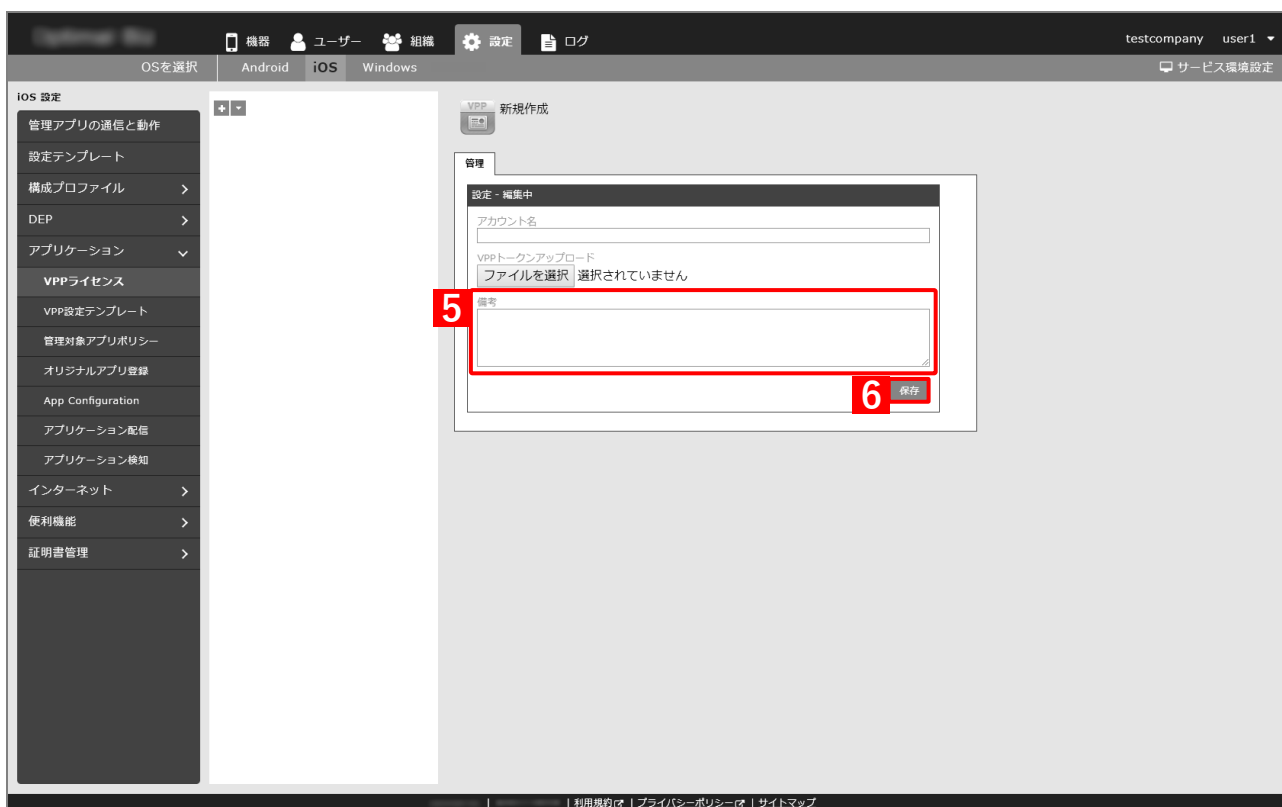 機器 ユーザー 組織 設定 ログ testcompany user1
OSを選択 Android iOS Windows サービス環境設定
iOS 設定
管理アプリの通信と動作
設定テンプレート
構成プロファイル
DEP
アプリケーション
VPPライセンス
VPP設定テンプレート
管理対象アプリポリシー
オリジナルアプリ登録
App Configuration
アプリケーション配信
アプリケーション検知
インターネット
便利機能
証明書管理
VPP 新規作成
管理
設定 - 編集中
アカウント名
VPPトークンアップロード
ファイルを選択 選択されていません
5 備考
6 保存
| | 利用規約 | プライバシーポリシー | サイトマップ